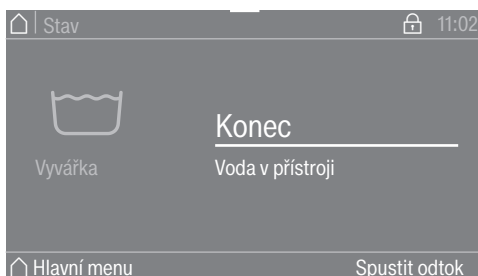 Stav 11:02
Konec
Vyvářka Voda v přístroji
Hlavní menu Spustit odtok